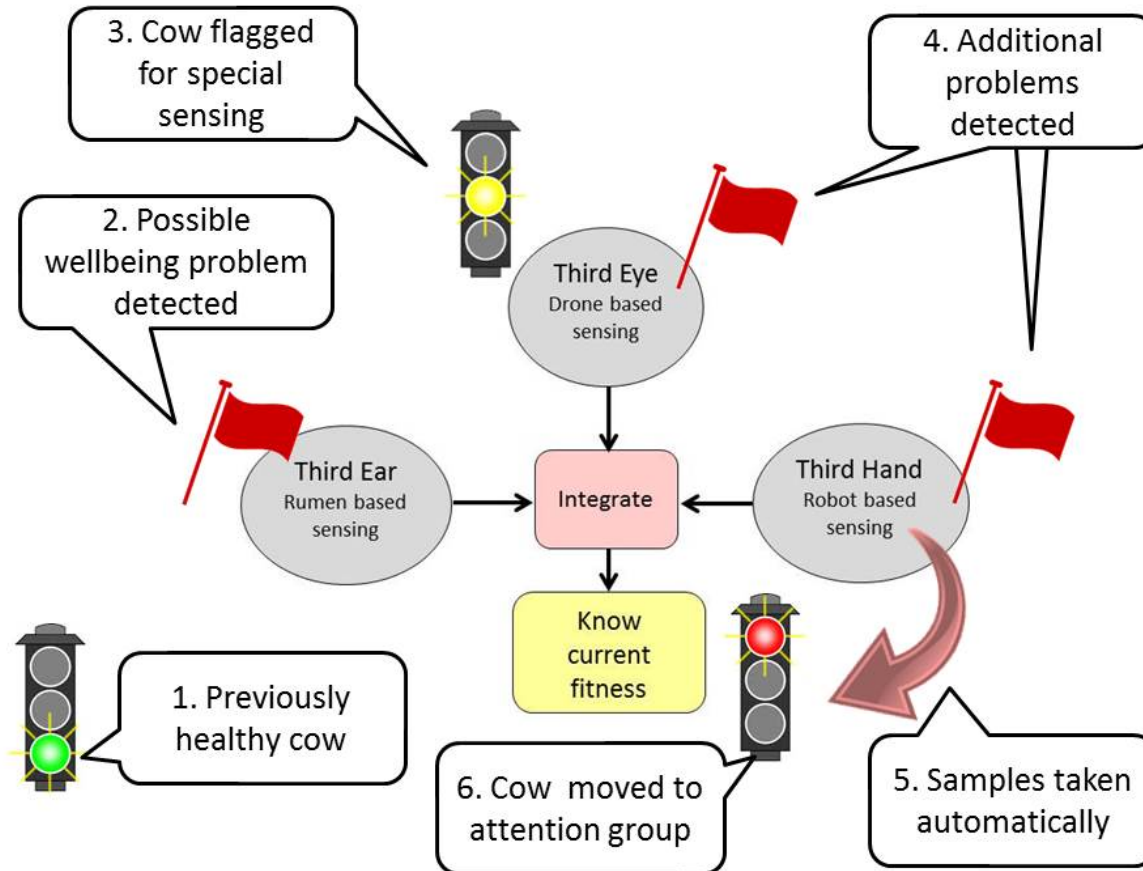 3. Cow flagged
for special
sensing
4. Additional
problems
detected
2. Possible
wellbeing problem
detected
Third Eye
Drone based
sensing
Third Ear
Rumen based
sensing
Integrate
Third Hand
Robot based
sensing
Know
current
fitness
1. Previously
healthy cow
6. Cow moved to
attention group
5. Samples taken
automatically